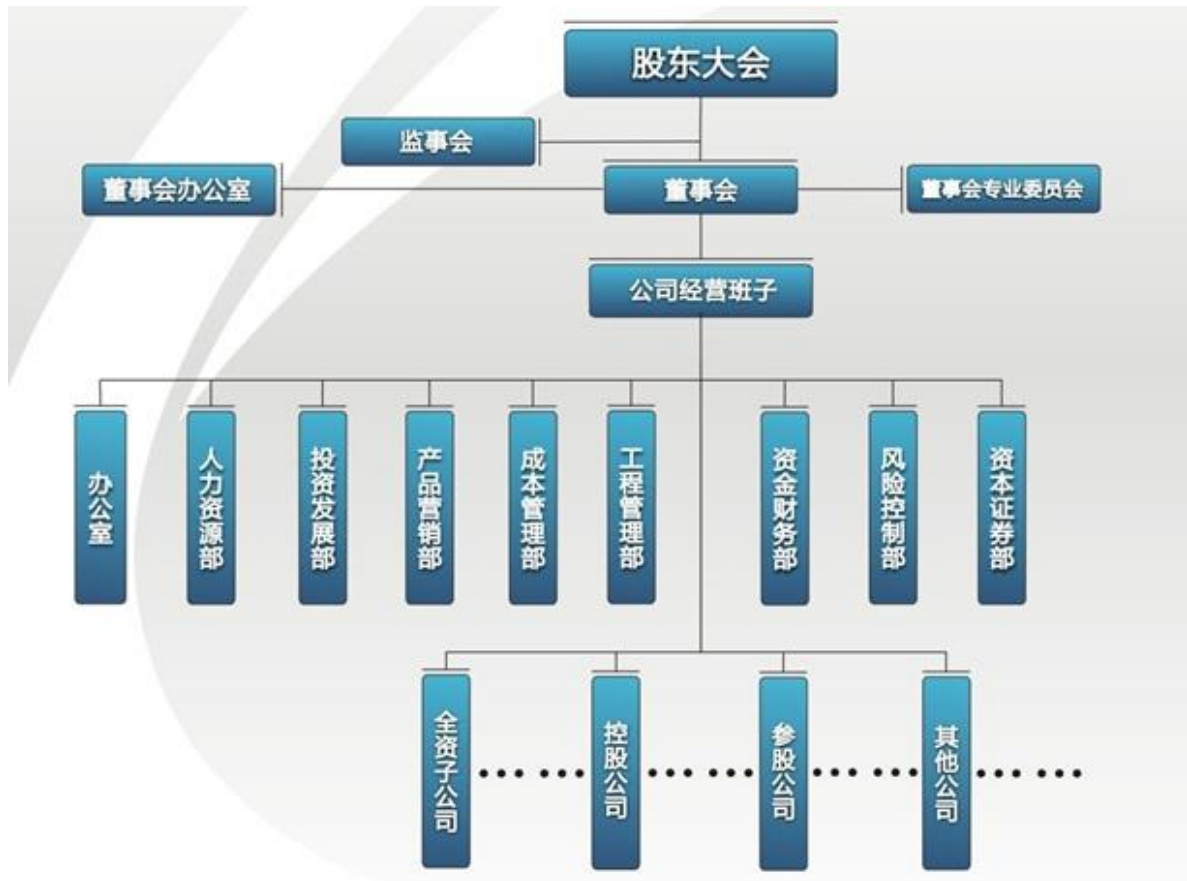 股东大会
监事会
董事会办公室
董事会
董事会专业委员会
公司经营班子
办公室
人力资源部
投资发展部
产品营销部
成本管理部
工程管理部
资金财务部
风险控制部
资本证券部
全资子公司
控股公司
参股公司
其他公司